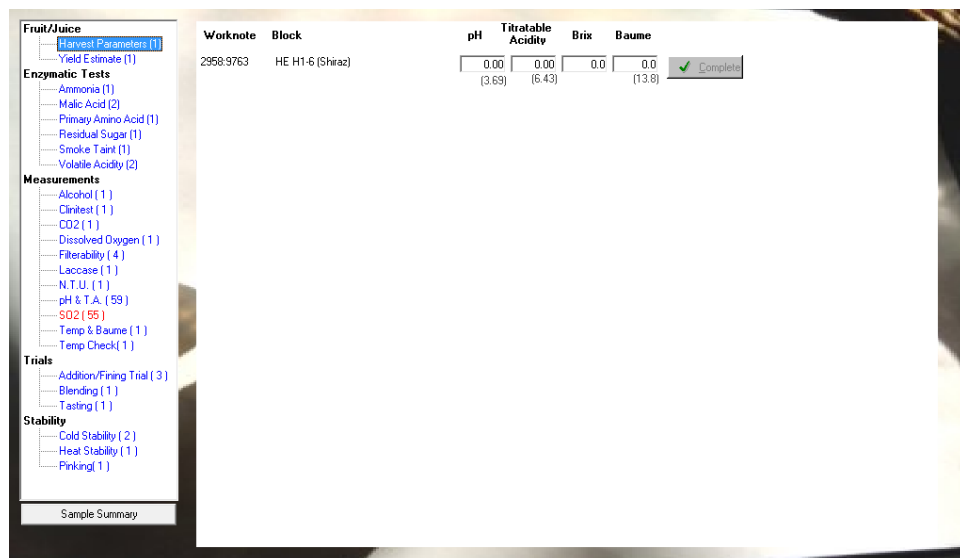 Fruit/Juice
Harvest Parameters (1)
Yield Estimate (1)
Enzymatic Tests
Ammonia (1)
Malic Acid (2)
Primary Amino Acid (1)
Residual Sugar (1)
Smoke Taint (1)
Volatile Acidity (2)
Measurements
Alcohol ( 1 )
Clinitest ( 1 )
CO2 ( 1 )
Dissolved Oxygen ( 1 )
Filterability ( 4 )
Laccase ( 1 )
N.T.U. ( 1 )
pH & T.A. ( 59 )
SO2 ( 55 )
Temp & Baume ( 1 )
Temp Check( 1 )
Trials
Addition/Fining Trial ( 3 )
Blending ( 1 )
Tasting ( 1 )
Stability
Cold Stability ( 2 )
Heat Stability ( 1 )
Pinking( 1 )
Sample Summary
Worknote Block pH Titratable Acidity Brix Baume
2958:9763 HE H1-6 (Shiraz) 0.00 0.00 0.0 0.0 Complete
(3.69) (6.43) (13.8)